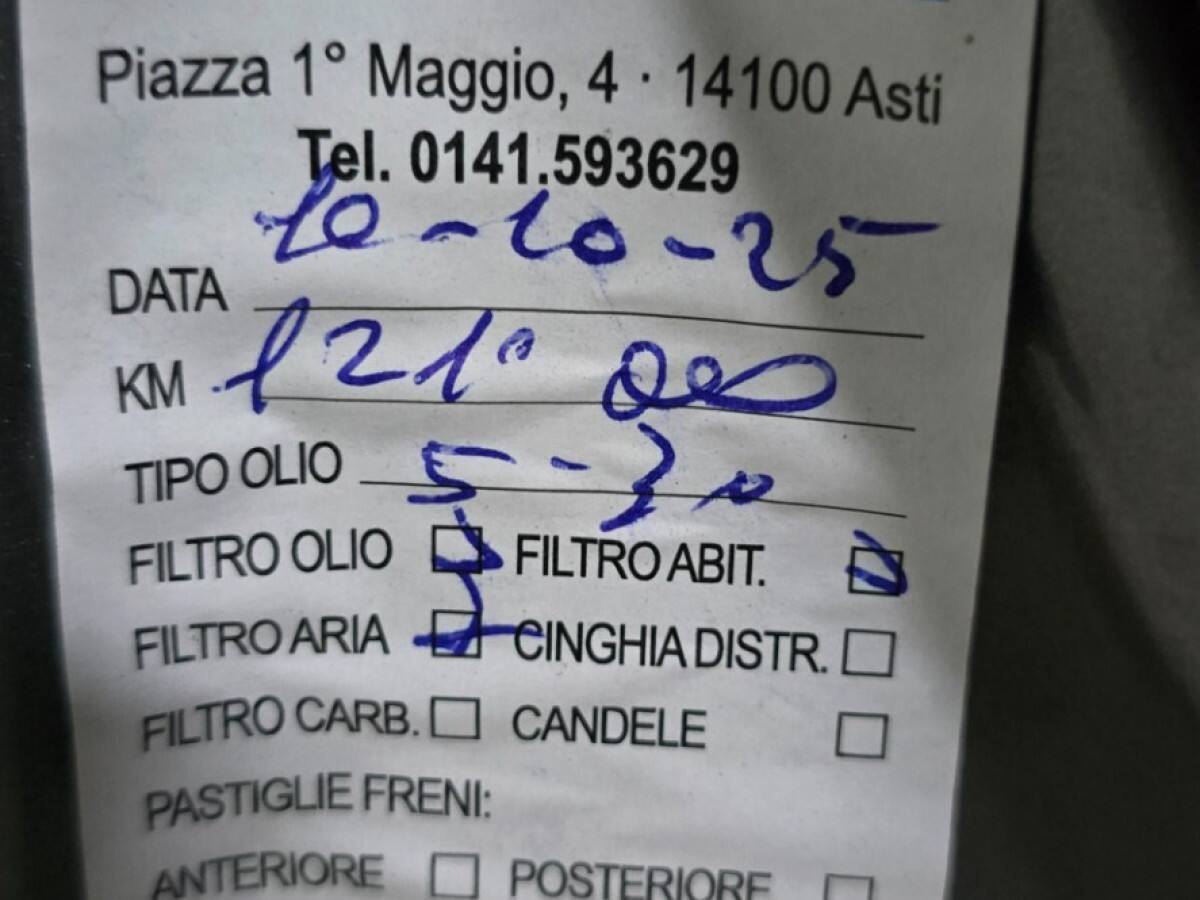 Piazza 1° Maggio, 4 · 14100 Asti
Tel. 0141.593629
DATA 10-10-25
KM 121° 000
TIPO OLIO 5-30
FILTRO OLIO FILTRO ABIT.
FILTRO ARIA CINGHIA DISTR.
FILTRO CARB. CANDELE
PASTIGLIE FRENI:
ANTERIORE POSTERIORE